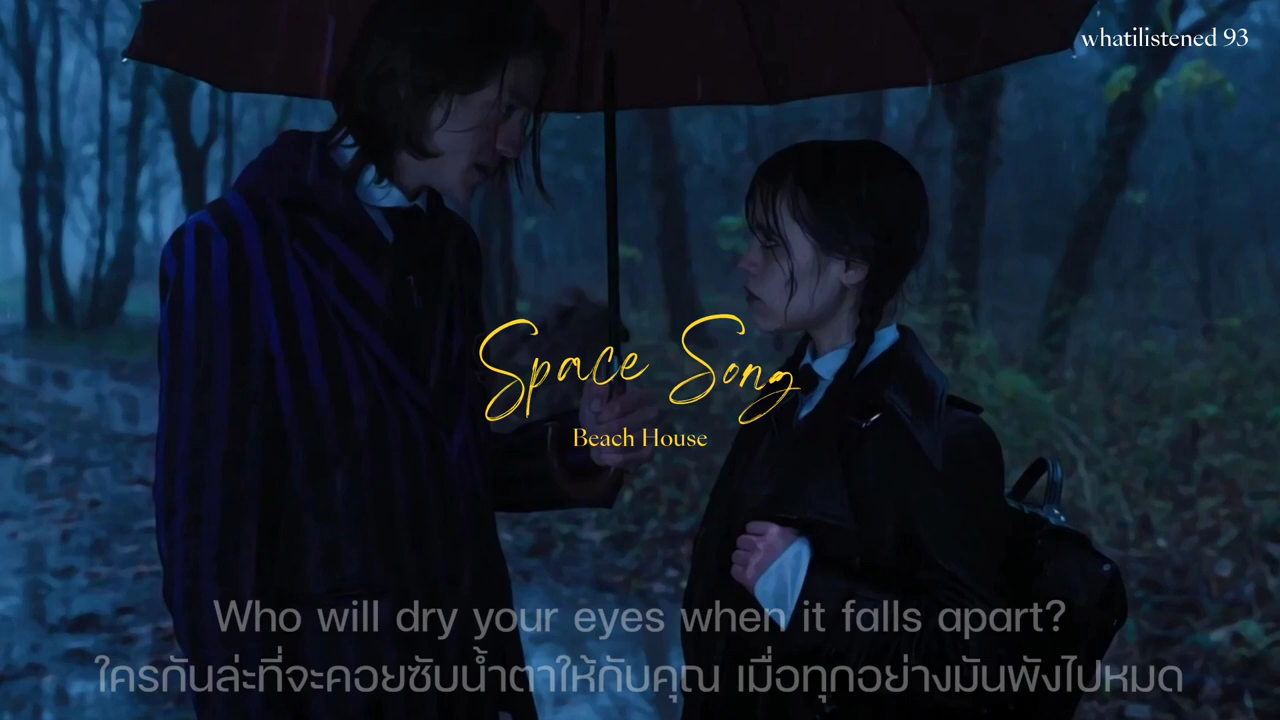 whatilistened 93
Space Song
Beach House
Who will dry your eyes when it falls apart?
ใครกันล่ะที่จะคอยซับน้ำตาให้กับคุณ เมื่อทุกอย่างมันพังไปหมด